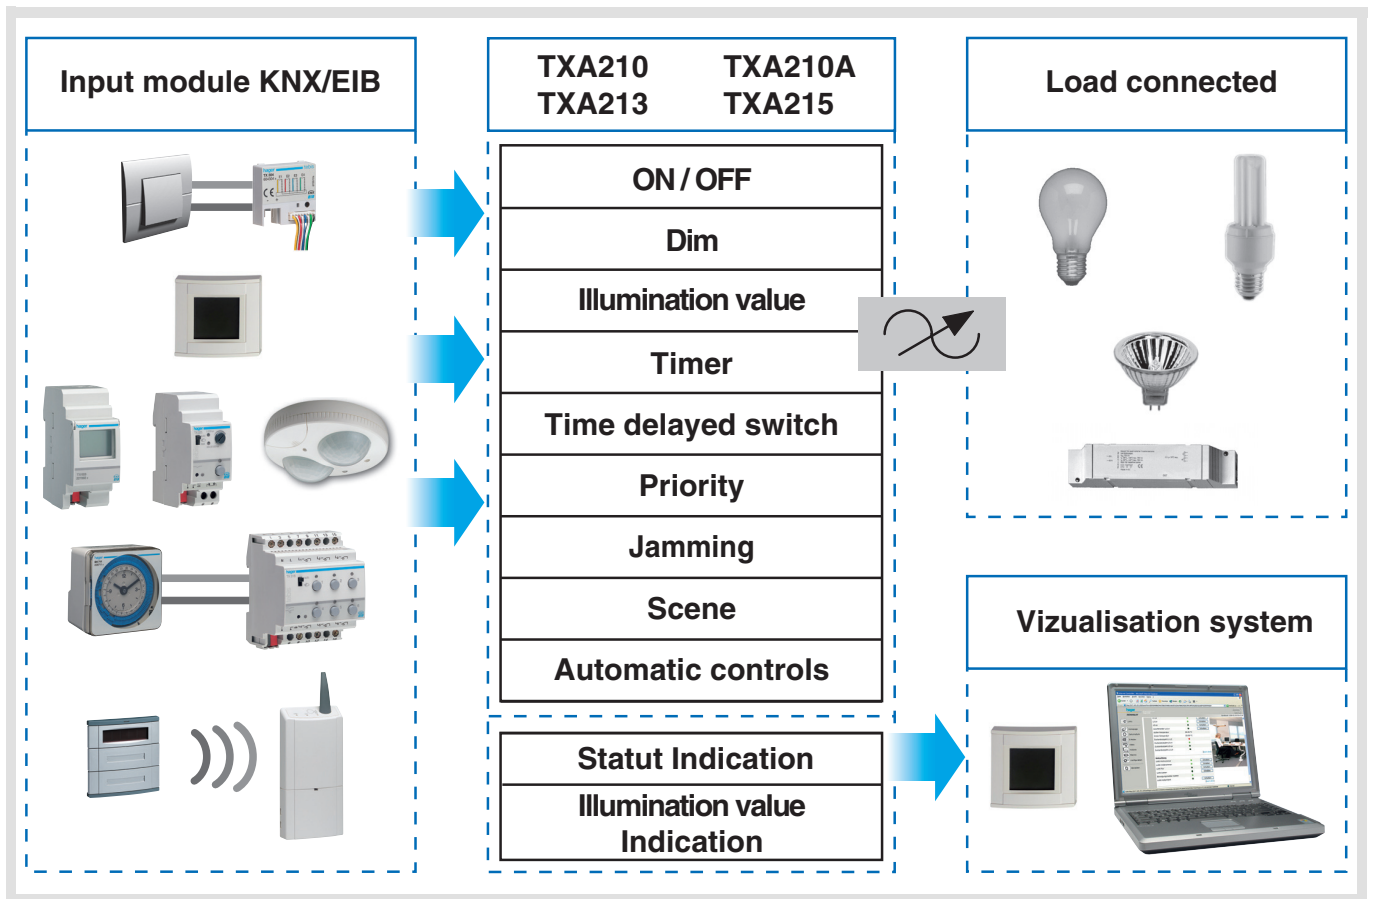 Input module KNX/EIB
TXA210 TXA210A
TXA213 TXA215
Load connected
ON / OFF
Dim
Illumination value
Timer
Time delayed switch
Priority
Jamming
Scene
Automatic controls
Statut Indication
Illumination value
Indication
Vizualisation system